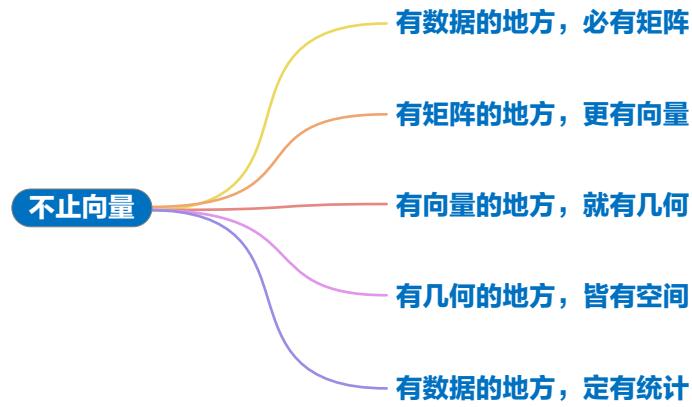 不止向量
有数据的地方，必有矩阵
有矩阵的地方，更有向量
有向量的地方，就有几何
有几何的地方，皆有空间
有数据的地方，定有统计